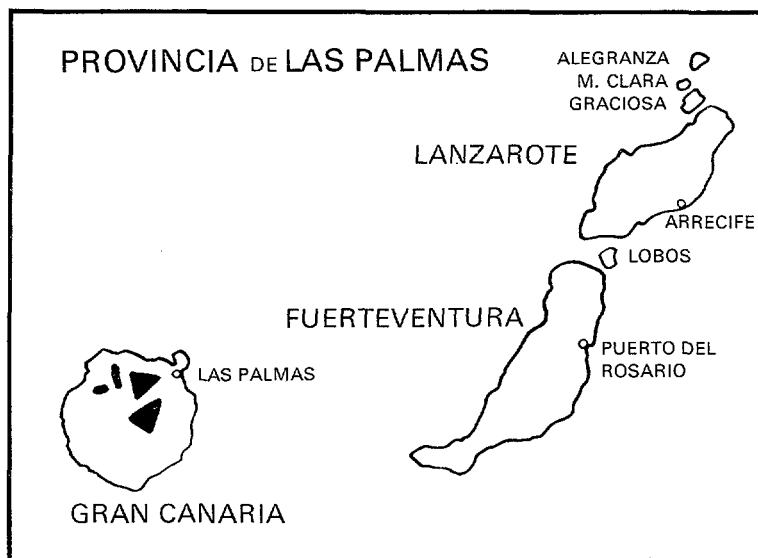 PROVINCIA DE LAS PALMAS
ALEGRANZA
M. CLARA
GRACIOSA
LANZAROTE
ARRECIFE
LOBOS
FUERTEVENTURA
PUERTO DEL
ROSARIO
LAS PALMAS
GRAN CANARIA